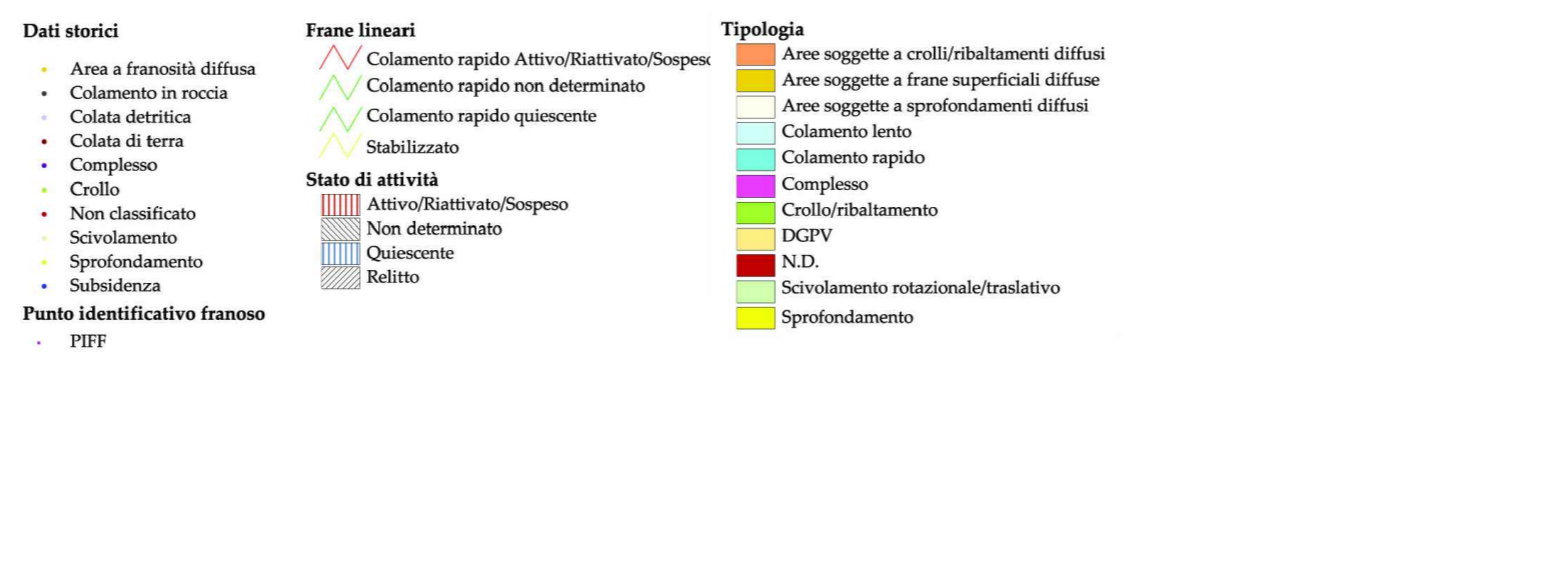 Dati storici
Area a franosità diffusa
Colamento in roccia
Colata detritica
Colata di terra
Complesso
Crollo
Non classificato
Scivolamento
Sprofondamento
Subsidenza
Punto identificativo franoso
PIFF
Frane lineari
Colamento rapido Attivo/Riattivato/Sospeso
Colamento rapido non determinato
Colamento rapido quiescente
Stabilizzato
Stato di attività
Attivo/Riattivato/Sospeso
Non determinato
Quiescente
Relitto
Tipologia
Aree soggette a crolli/ribaltamenti diffusi
Aree soggette a frane superficiali diffuse
Aree soggette a sprofondamenti diffusi
Colamento lento
Colamento rapido
Complesso
Crollo/ribaltamento
DGPV
N.D.
Scivolamento rotazionale/traslativo
Sprofondamento